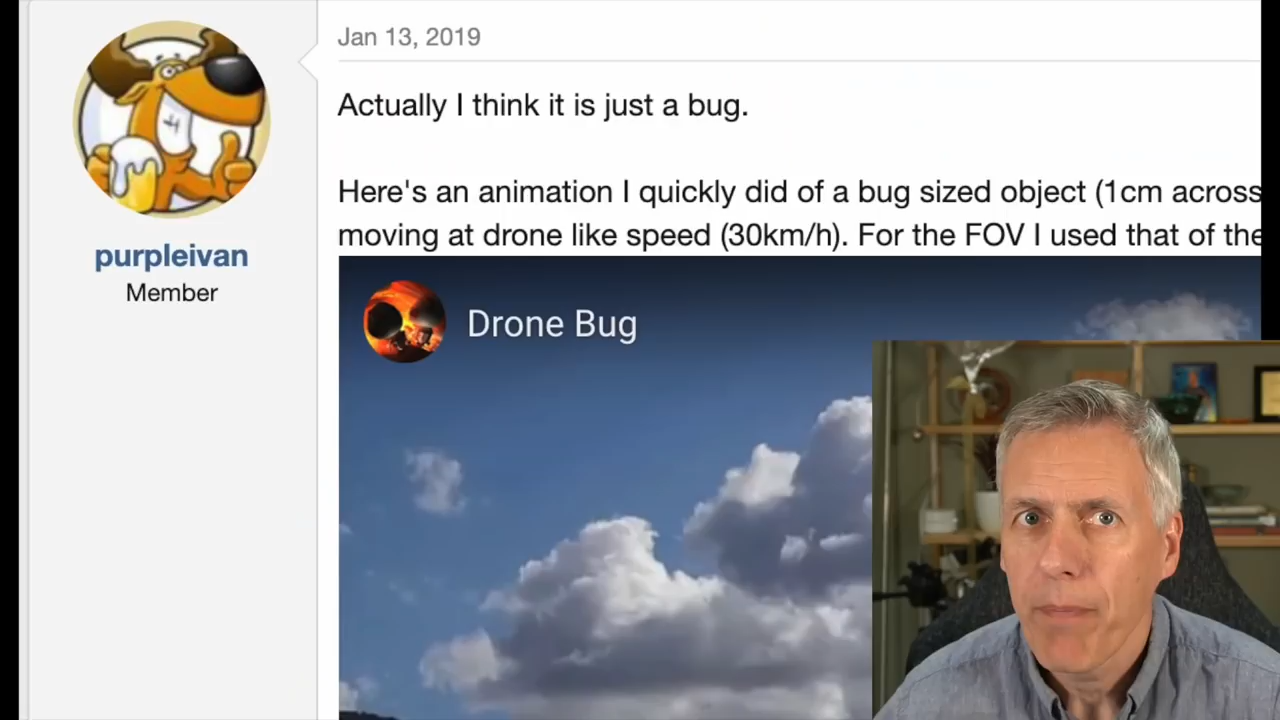 Jan 13, 2019
Actually I think it is just a bug.
Here's an animation I quickly did of a bug sized object (1cm across
moving at drone like speed (30km/h). For the FOV I used that of the
purpleivan
Member
Drone Bug